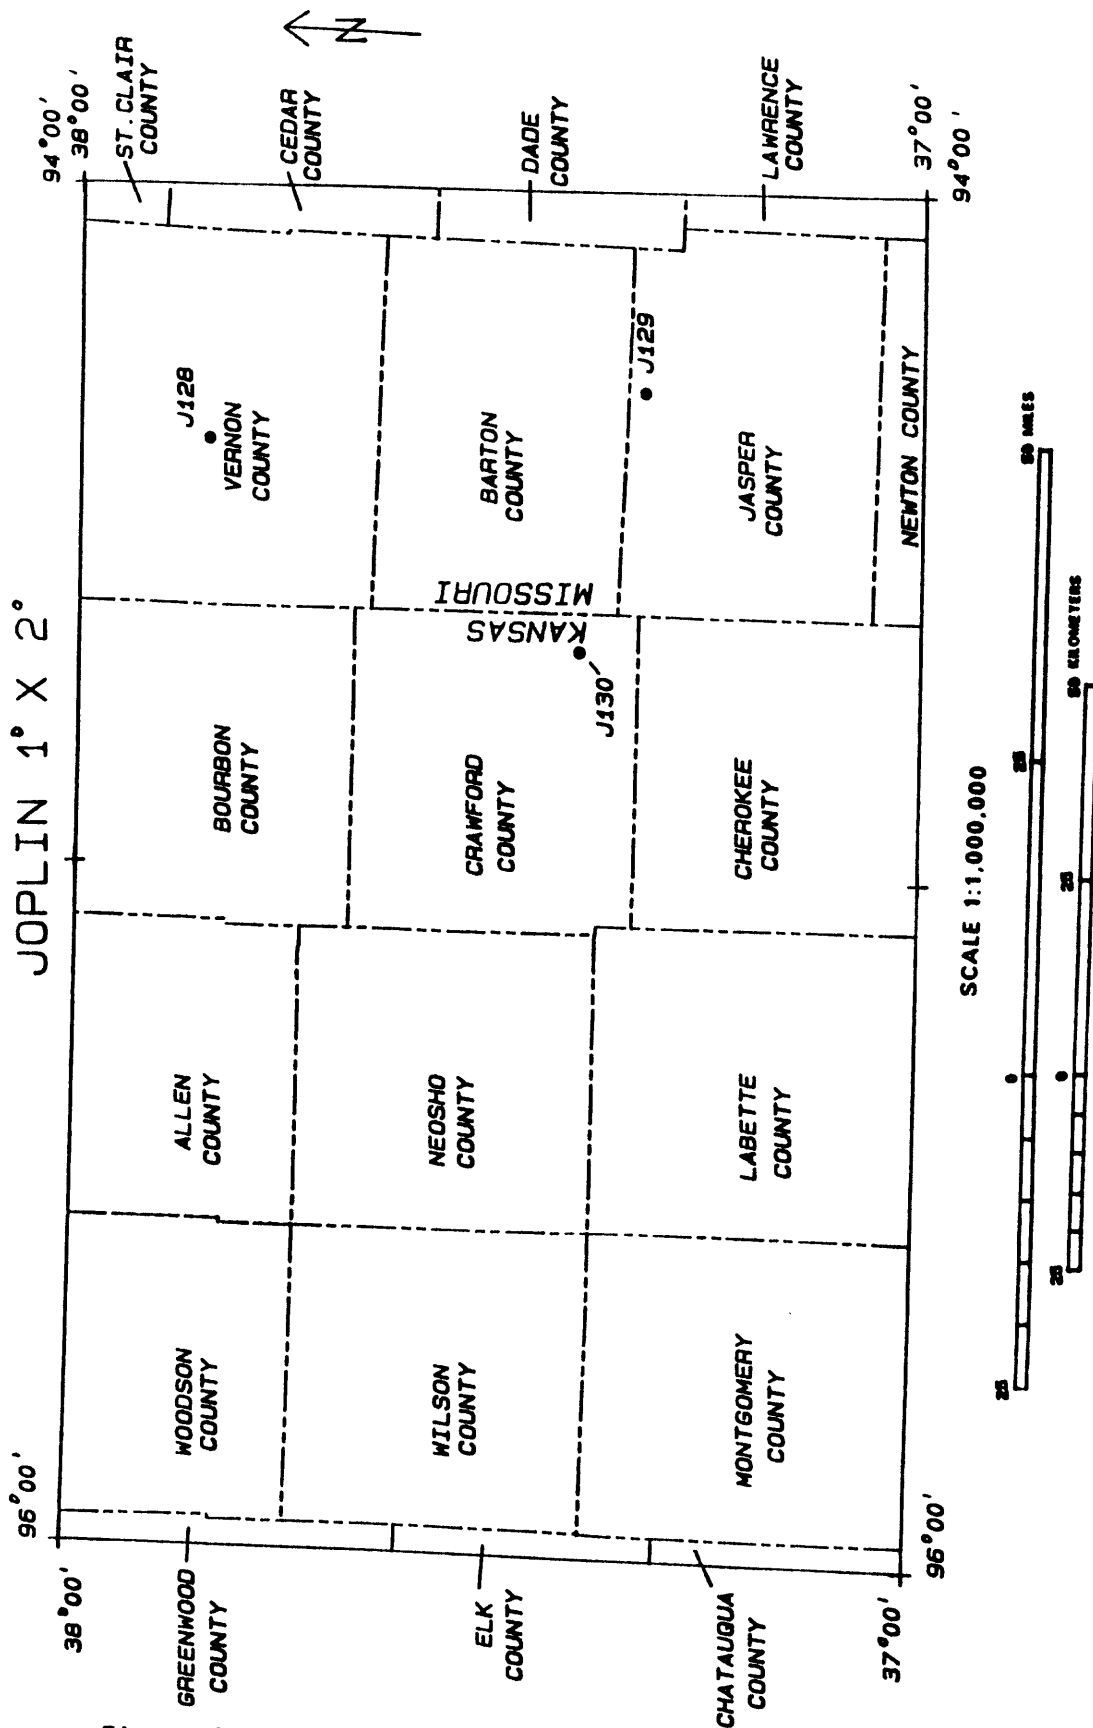 JOPLIN 1° X 2°
96°00'
94°00'
38°00'
38°00'
GREENWOOD
COUNTY
WOODSON
COUNTY
ALLEN
COUNTY
BOURBON
COUNTY
J128
VERNON
COUNTY
ST. CLAIR
COUNTY
CEDAR
COUNTY
N
ELK
COUNTY
WILSON
COUNTY
NEOSHO
COUNTY
CRAWFORD
COUNTY
KANSAS
MISSOURI
J130
BARTON
COUNTY
DADE
COUNTY
J129
CHATAUQUA
COUNTY
MONTGOMERY
COUNTY
LABETTE
COUNTY
CHEROKEE
COUNTY
JASPER
COUNTY
LAWRENCE
COUNTY
NEWTON COUNTY
37°00'
37°00'
96°00'
94°00'
SCALE 1:1,000,000
25 0 25 50 MILES
25 0 25 50 KILOMETERS